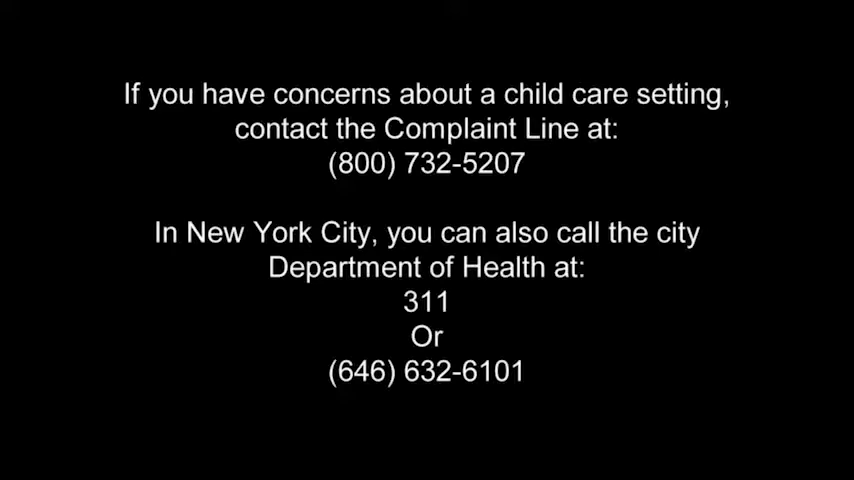 If you have concerns about a child care setting,
contact the Complaint Line at:
(800) 732-5207
In New York City, you can also call the city
Department of Health at:
311
Or
(646) 632-6101